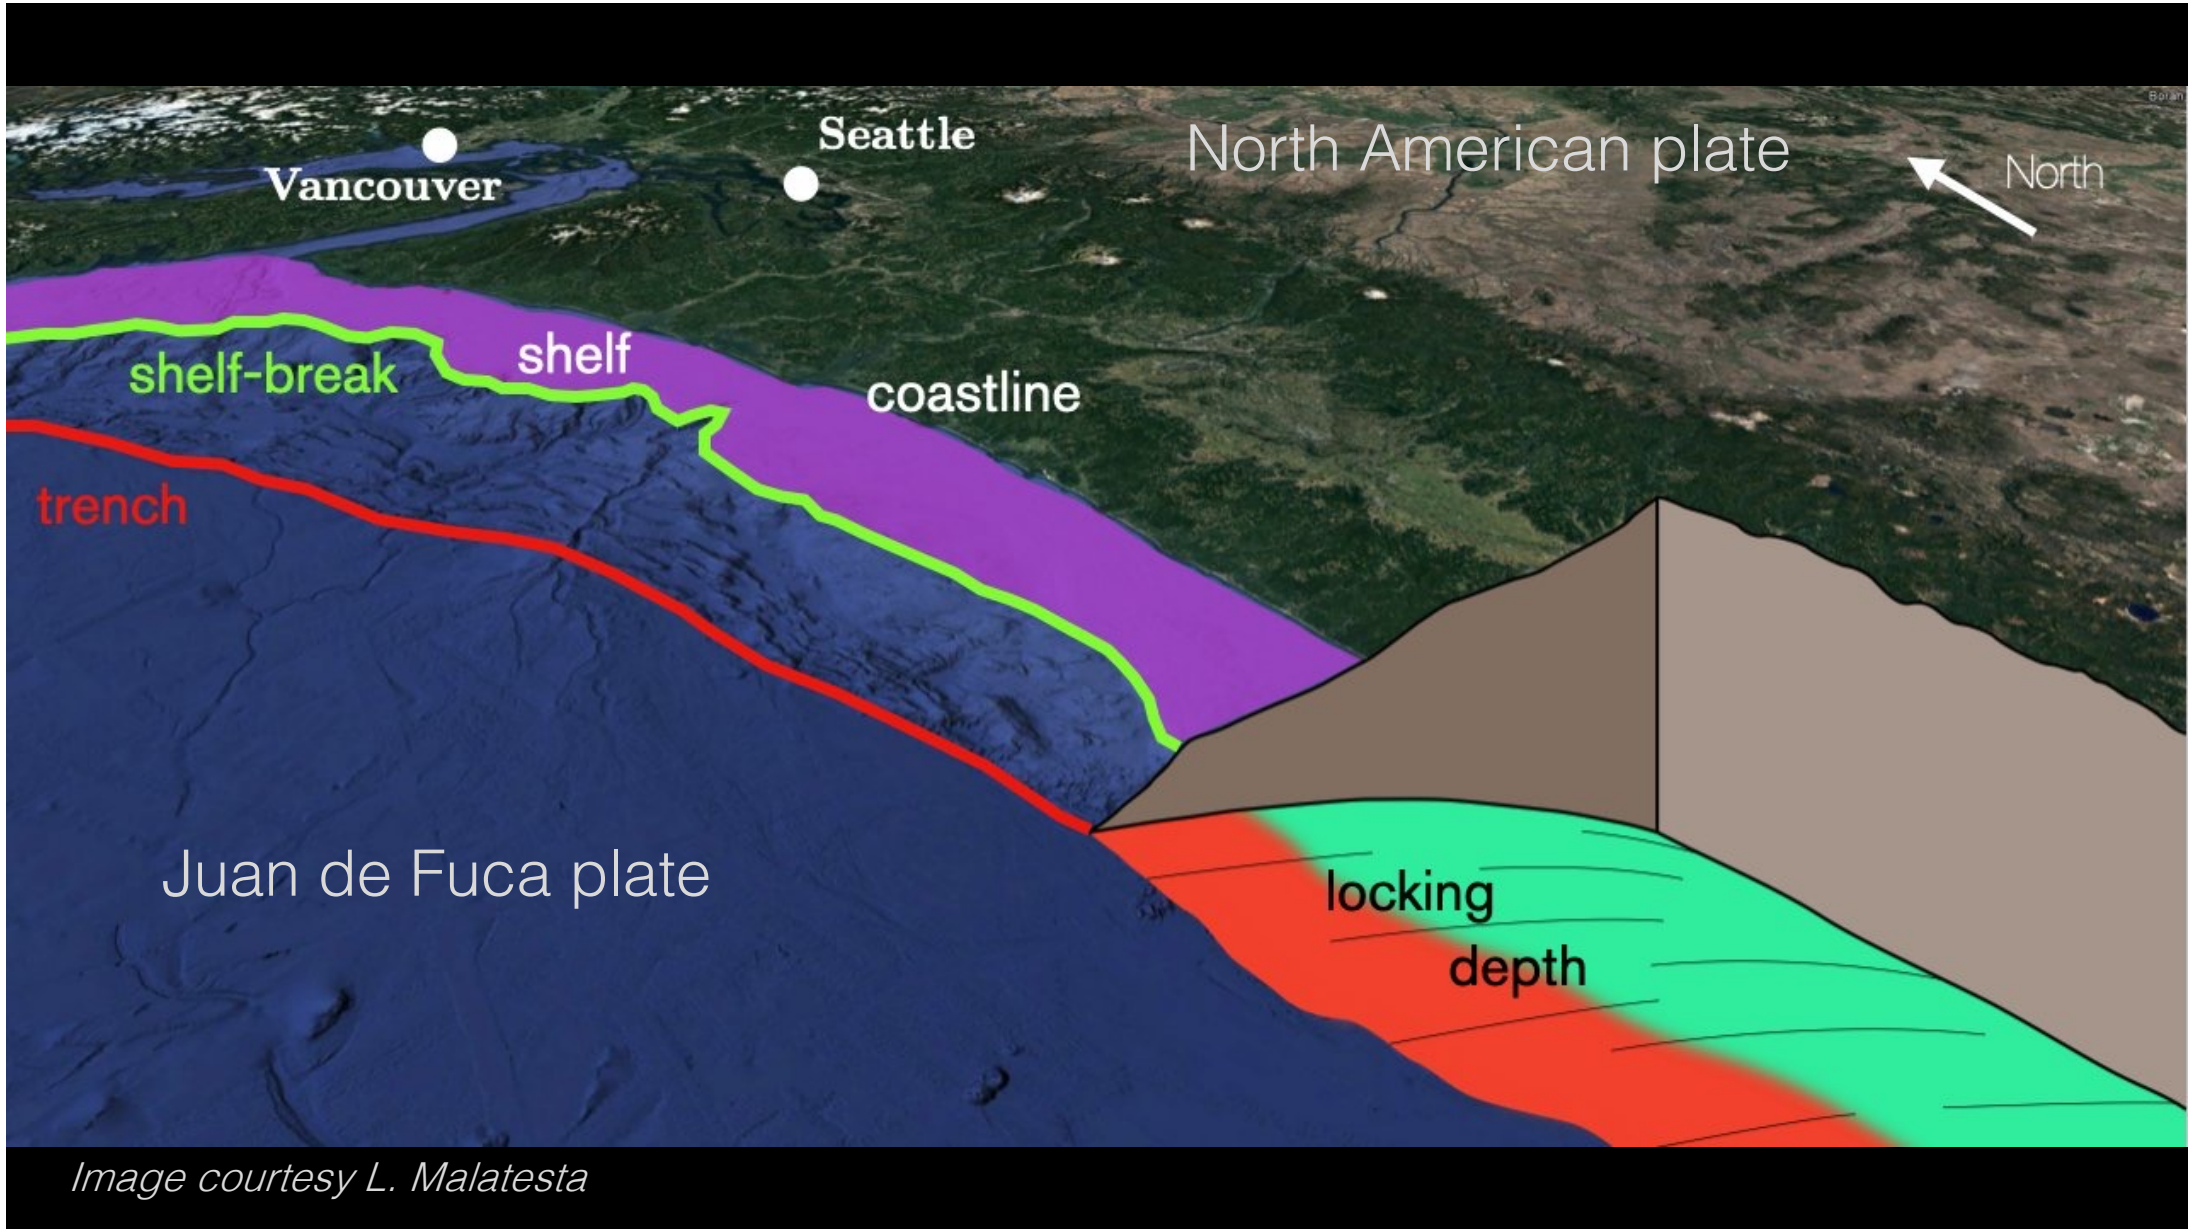 Boran
Seattle
North American plate
North
Vancouver
shelf
shelf-break
coastline
trench
Juan de Fuca plate
locking
depth
Image courtesy L. Malatesta